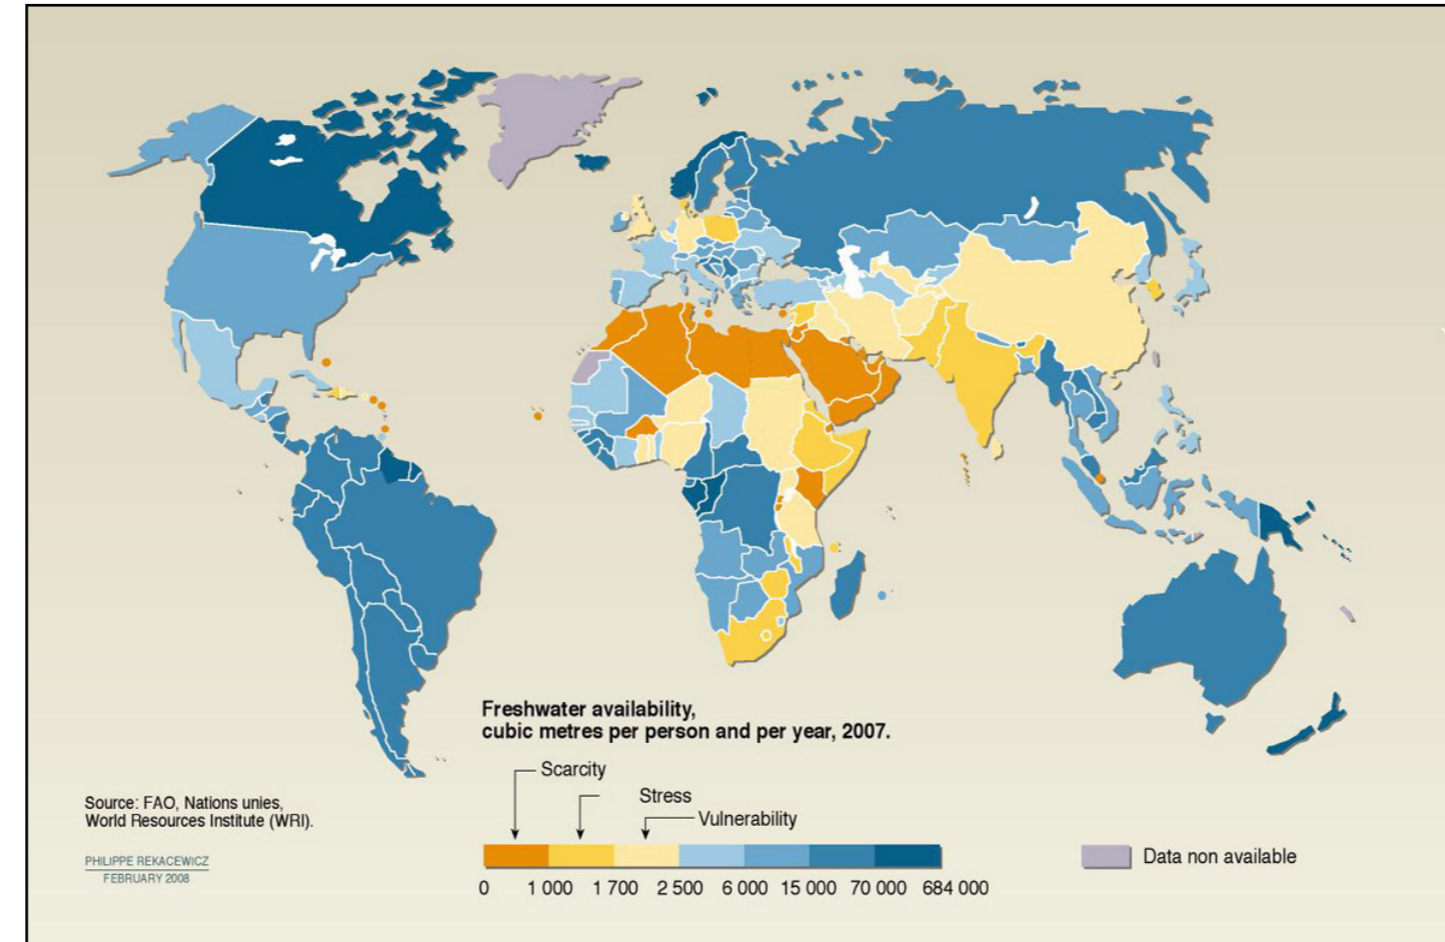 Freshwater availability,
cubic metres per person and per year, 2007.
Scarcity
Stress
Vulnerability
0 1 000 1 700 2 500 6 000 15 000 70 000 684 000
Data non available
Source: FAO, Nations unies,
World Resources Institute (WRI).
PHILIPPE REKACEWICZ
FEBRUARY 2008